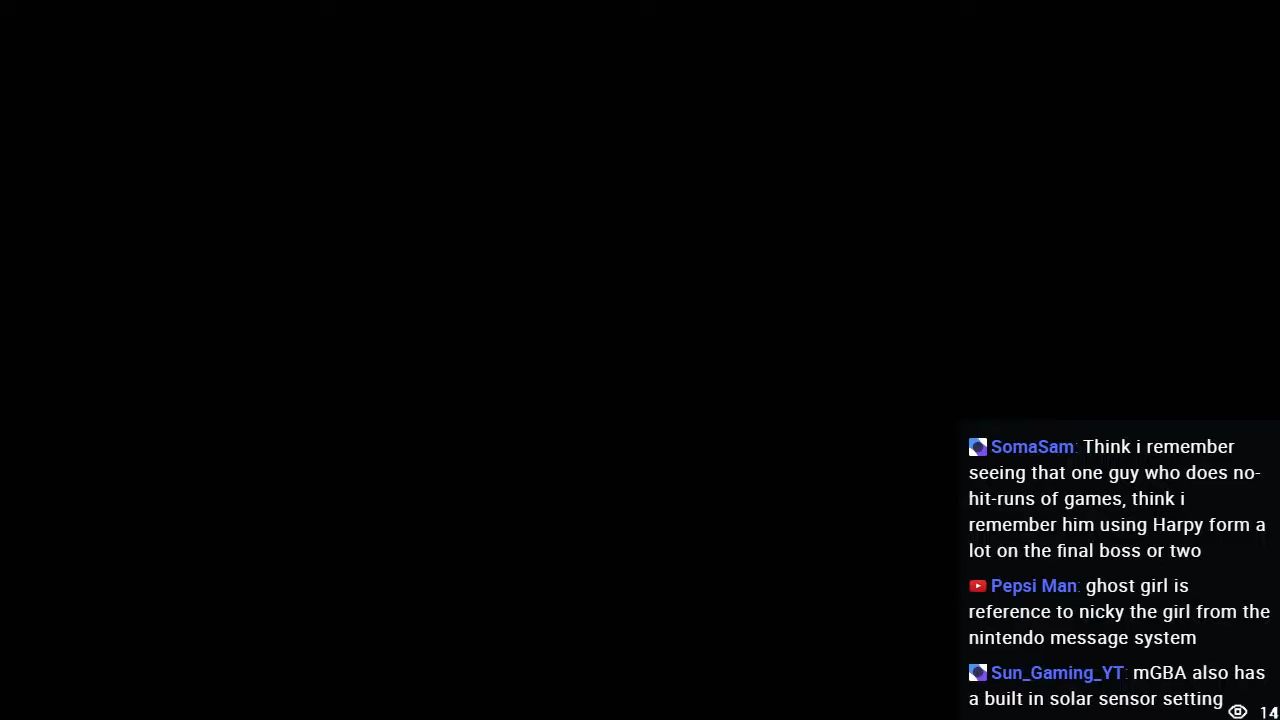 SomaSam: Think i remember
seeing that one guy who does no-
hit-runs of games, think i
remember him using Harpy form a
lot on the final boss or two
Pepsi Man: ghost girl is
reference to nicky the girl from the
nintendo message system
Sun_Gaming_YT: mGBA also has
a built in solar sensor setting
14